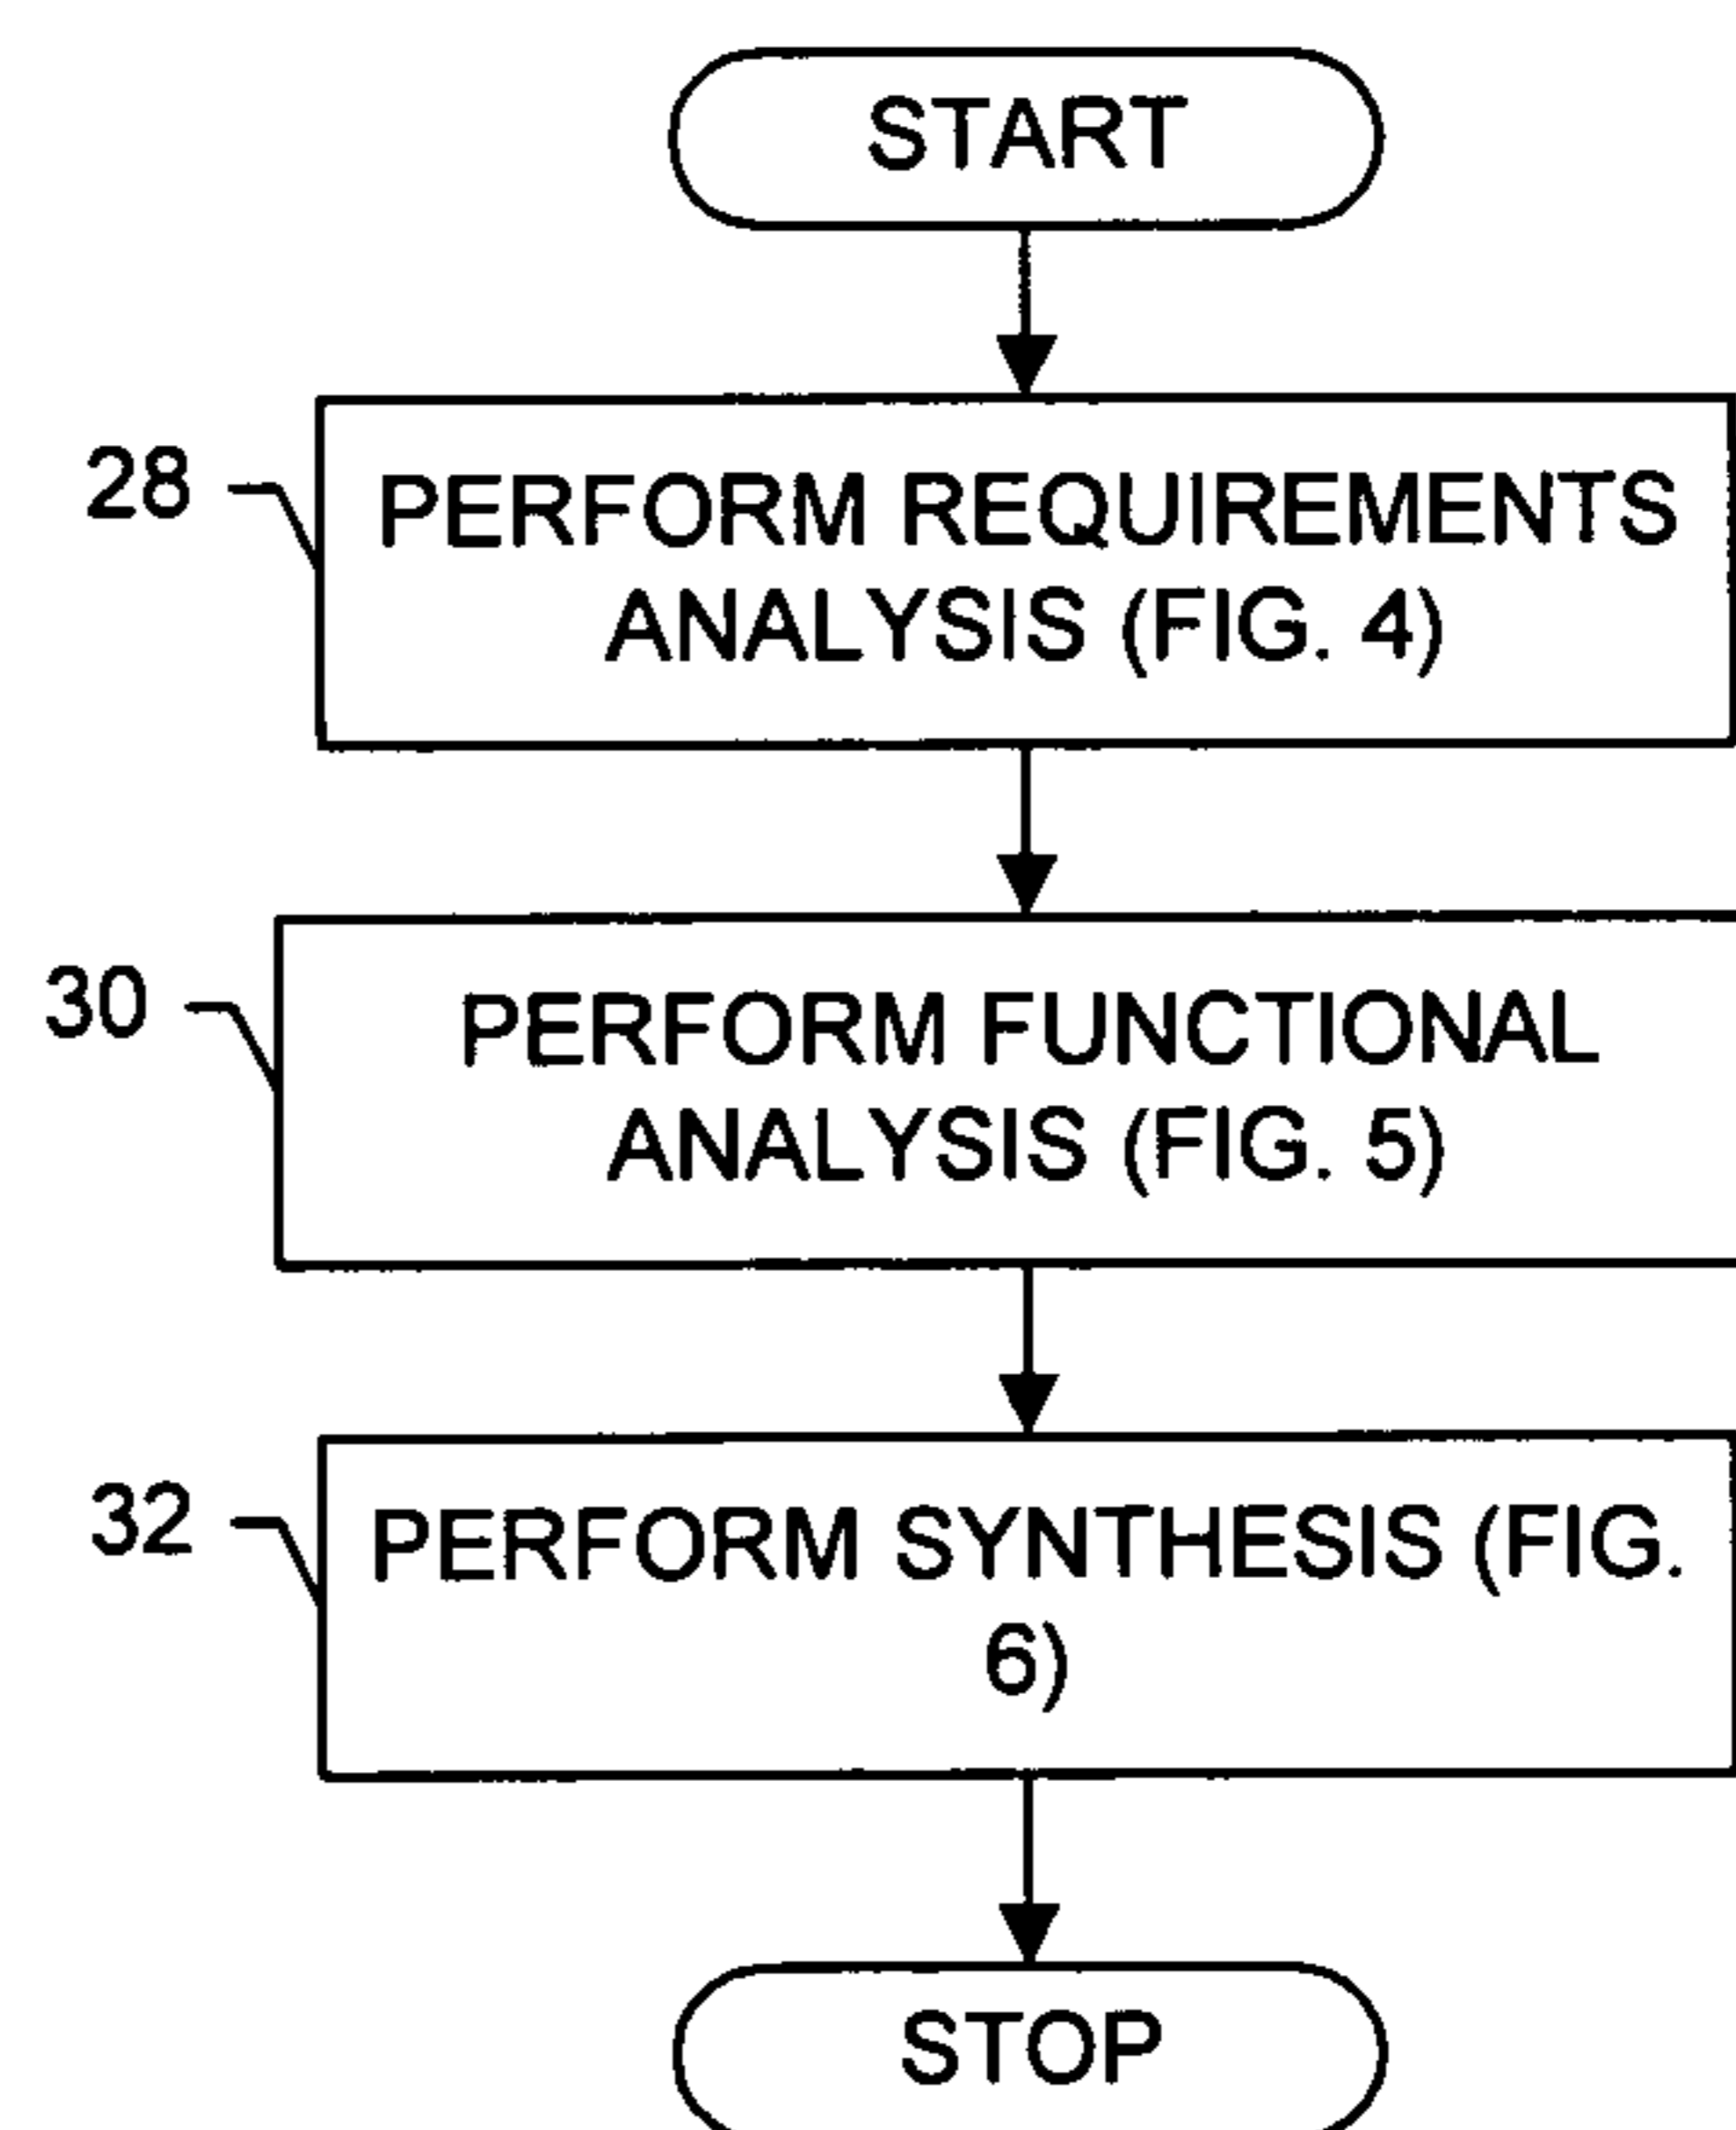 START
28
PERFORM REQUIREMENTS
ANALYSIS (FIG. 4)
30
PERFORM FUNCTIONAL
ANALYSIS (FIG. 5)
32
PERFORM SYNTHESIS (FIG.
6)
STOP